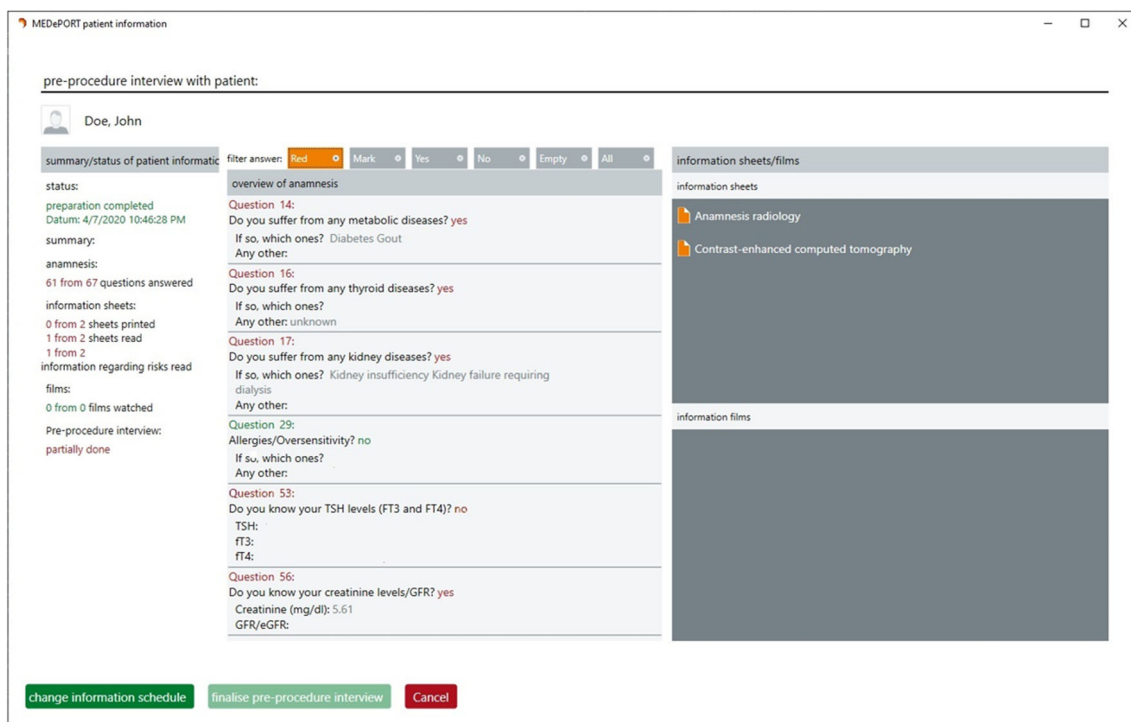 MEDePORT patient information
pre-procedure interview with patient:
Doe, John
summary/status of patient informatic
status:
preparation completed
Datum: 4/7/2020 10:46:28 PM
summary:
anamnesis:
61 from 67 questions answered
information sheets:
0 from 2 sheets printed
1 from 2 sheets read
1 from 2
information regarding risks read
films:
0 from 0 films watched
Pre-procedure interview:
partially done
filter answer: Red Mark Yes No Empty All
overview of anamnesis
Question 14:
Do you suffer from any metabolic diseases? yes
If so, which ones? Diabetes Gout
Any other:
Question 16:
Do you suffer from any thyroid diseases? yes
If so, which ones?
Any other: unknown
Question 17:
Do you suffer from any kidney diseases? yes
If so, which ones? Kidney insufficiency Kidney failure requiring
dialysis
Any other:
Question 29:
Allergies/Oversensitivity? no
If so, which ones?
Any other:
Question 53:
Do you know your TSH levels (FT3 and FT4)? no
TSH:
fT3:
fT4:
Question 56:
Do you know your creatinine levels/GFR? yes
Creatinine (mg/dl): 5.61
GFR/eGFR:
information sheets/films
information sheets
Anamnesis radiology
Contrast-enhanced computed tomography
information films
change information schedule
finalise pre-procedure interview
Cancel